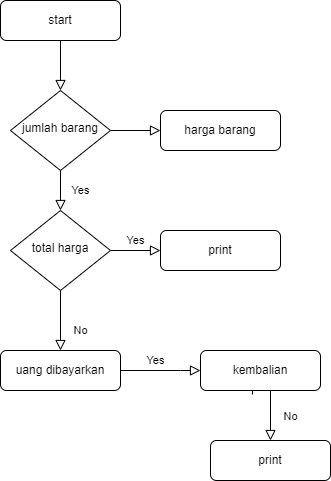 start
jumlah barang
harga barang
Yes
total harga
Yes
print
No
uang dibayarkan
Yes
kembalian
No
print